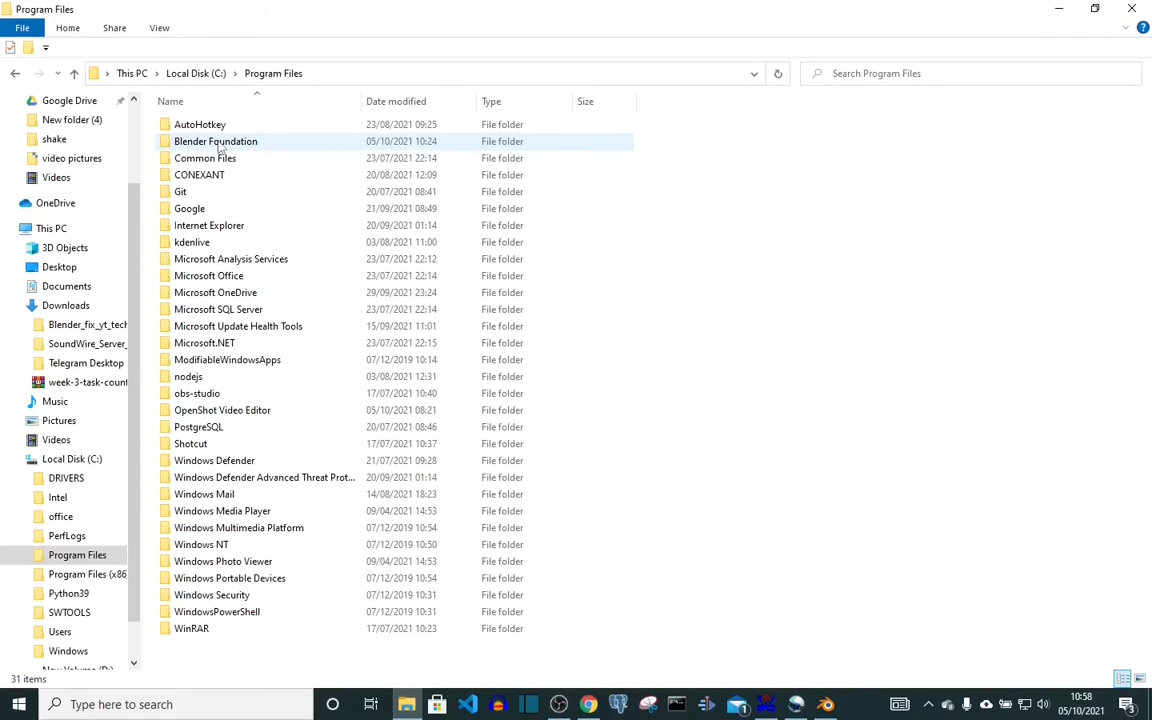 Program Files
File Home Share View
This PC Local Disk (C:) Program Files
Search Program Files
Name Date modified Type Size
Google Drive
New folder (4)
shake
video pictures
Videos
OneDrive
This PC
3D Objects
Desktop
Documents
Downloads
Blender_fix_yt_tech
SoundWire_Server_
Telegram Desktop
week-3-task-count
Music
Pictures
Videos
Local Disk (C:)
DRIVERS
Intel
office
PerfLogs
Program Files
Program Files (x86
Python39
SWTOOLS
Users
Windows
New Volume (D:)
AutoHotkey 23/08/2021 09:25 File folder
Blender Foundation 05/10/2021 10:24 File folder
Common Files 23/07/2021 22:14 File folder
CONEXANT 20/08/2021 12:09 File folder
Git 20/07/2021 08:41 File folder
Google 21/09/2021 08:49 File folder
Internet Explorer 20/09/2021 01:14 File folder
kdenlive 03/08/2021 11:00 File folder
Microsoft Analysis Services 23/07/2021 22:12 File folder
Microsoft Office 23/07/2021 22:14 File folder
Microsoft OneDrive 29/09/2021 23:24 File folder
Microsoft SQL Server 23/07/2021 22:14 File folder
Microsoft Update Health Tools 15/09/2021 11:01 File folder
Microsoft.NET 23/07/2021 22:15 File folder
ModifiableWindowsApps 07/12/2019 10:14 File folder
nodejs 03/08/2021 12:31 File folder
obs-studio 17/07/2021 10:40 File folder
OpenShot Video Editor 05/10/2021 08:21 File folder
PostgreSQL 20/07/2021 08:46 File folder
Shotcut 17/07/2021 10:37 File folder
Windows Defender 21/07/2021 09:28 File folder
Windows Defender Advanced Threat Prot... 20/09/2021 01:14 File folder
Windows Mail 14/08/2021 18:23 File folder
Windows Media Player 09/04/2021 14:53 File folder
Windows Multimedia Platform 07/12/2019 10:54 File folder
Windows NT 07/12/2019 10:50 File folder
Windows Photo Viewer 09/04/2021 14:53 File folder
Windows Portable Devices 07/12/2019 10:54 File folder
Windows Security 07/12/2019 10:31 File folder
WindowsPowerShell 07/12/2019 10:31 File folder
WinRAR 17/07/2021 10:23 File folder
31 items
Type here to search
10:58
05/10/2021